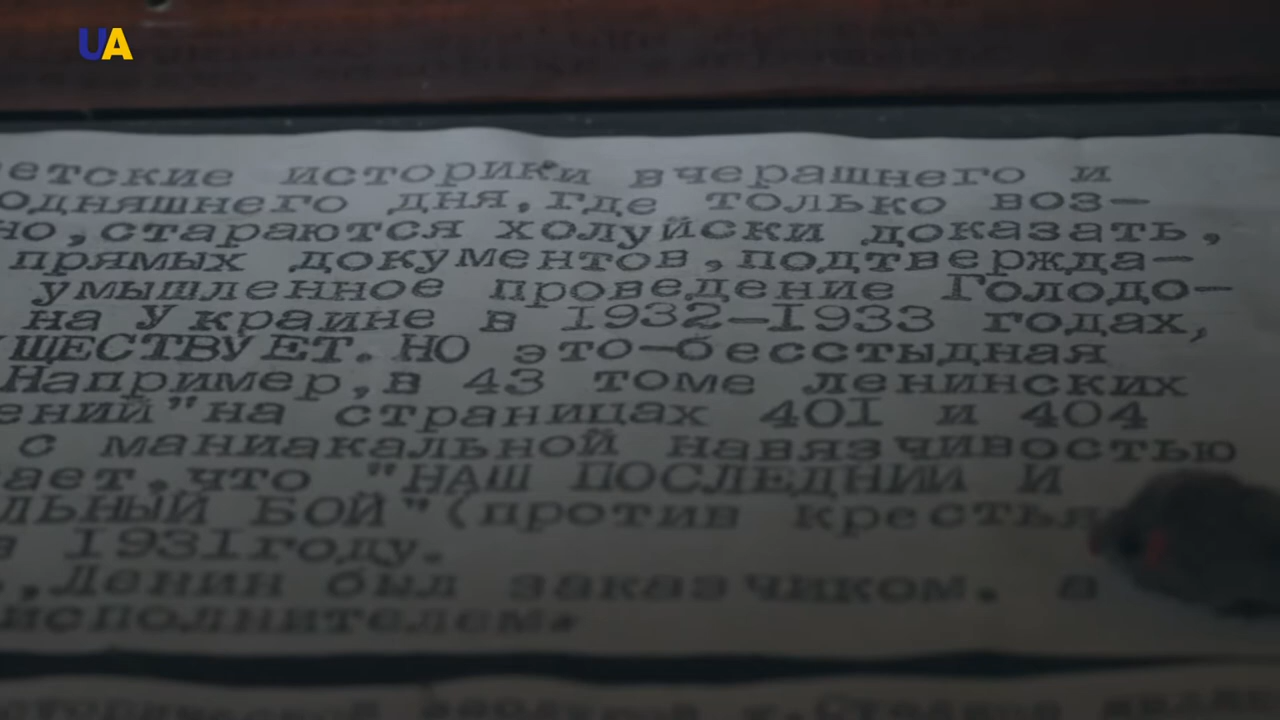 UA
етские историки вчерашнего и
одняшнего дня,где только воз-
но,стараются холуйски доказать,
прямых документов,подтвержда-
умышленное проведение Голодо-
на Украине в 1932-1933 годах,
УЩЕСТВУЕТ.НО это-бесстыдная
Например,в 43 томе ленинских
ений"на страницах 401 и 404
с маниакальной навязчивостью
ает,что "НАШ ПОСЛЕДНИИ И
ЛЬНЫЙ БОЙ"(против крестья
в 1931году.
.,Ленин был заказчиком. а
исполнителем.